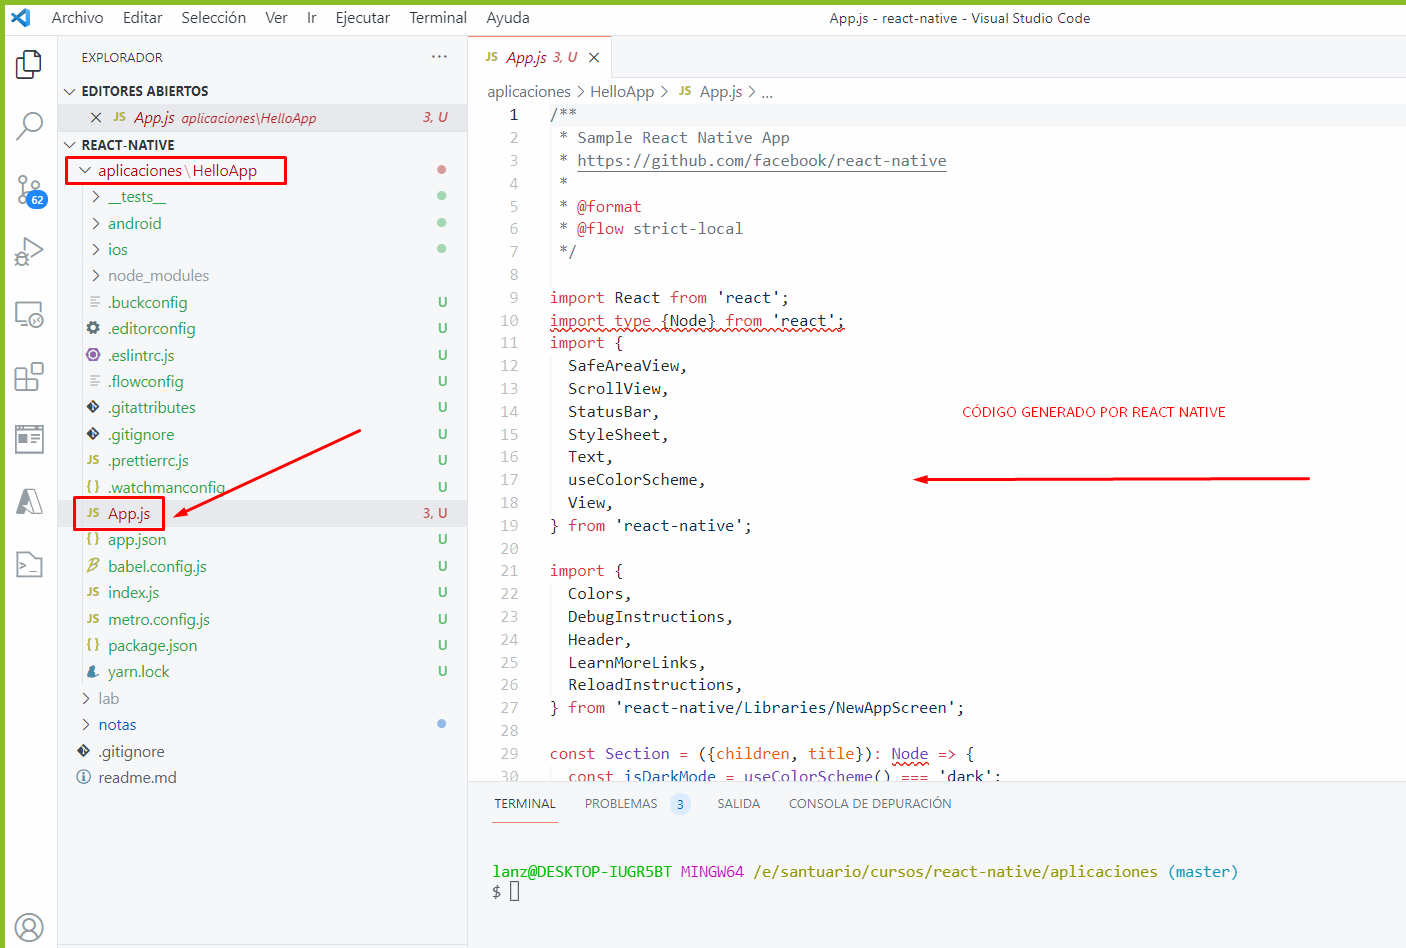 Archivo Editar Selección Ver Ir Ejecutar Terminal Ayuda App.js - react-native - Visual Studio Code
EXPLORADOR ...
EDITORES ABIERTOS
JS App.js aplicaciones\HelloApp 3, U
REACT-NATIVE
aplicaciones\HelloApp
__tests__
android
ios
node_modules
.buckconfig U
.editorconfig U
.eslintrc.js U
.flowconfig U
.gitattributes U
.gitignore U
JS .prettierrc.js U
{} .watchmanconfig U
JS App.js 3, U
{} app.json U
babel.config.js U
JS index.js U
JS metro.config.js U
{} package.json U
yarn.lock U
lab
notas
.gitignore
readme.md
62
JS App.js 3, U
aplicaciones > HelloApp > JS App.js > ...
1 /**
2 * Sample React Native App
3 * https://github.com/facebook/react-native
4 *
5 * @format
6 * @flow strict-local
7 */
8
9 import React from 'react';
10 import type {Node} from 'react';
11 import {
12 SafeAreaView,
13 ScrollView,
14 StatusBar,
15 StyleSheet,
16 Text,
17 useColorScheme,
18 View,
19 } from 'react-native';
20
21 import {
22 Colors,
23 DebugInstructions,
24 Header,
25 LearnMoreLinks,
26 ReloadInstructions,
27 } from 'react-native/Libraries/NewAppScreen';
28
29 const Section = ({children, title}): Node => {
30 const isDarkMode = useColorScheme() === 'dark';
CÓDIGO GENERADO POR REACT NATIVE
TERMINAL PROBLEMAS 3 SALIDA CONSOLA DE DEPURACIÓN
lanz@DESKTOP-IUGR5BT MINGW64 /e/santuario/cursos/react-native/aplicaciones (master)
$